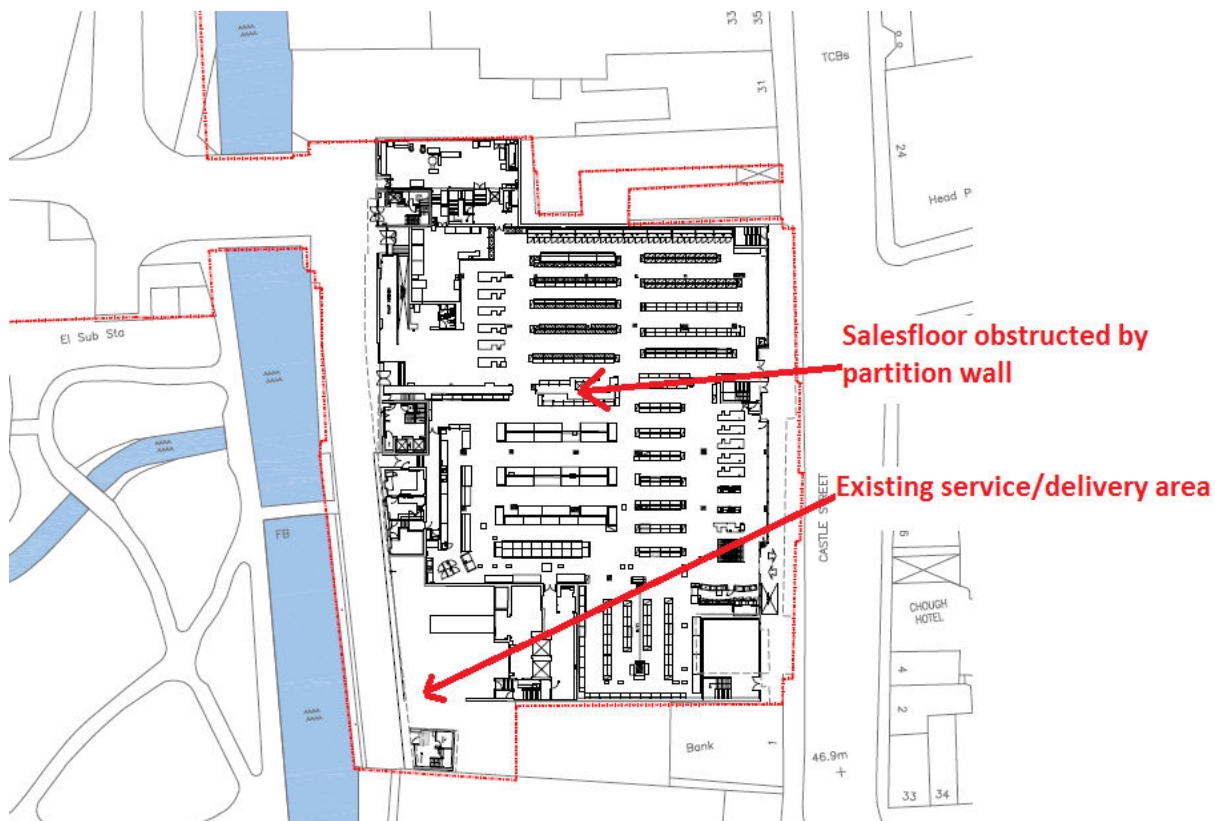 33
35
TCBs
31
24
Head P
El Sub Sta
Salesfloor obstructed by
partition wall
Existing service/delivery area
CASTLE STREET
FB
6
CHOUGH
HOTEL
4
2
Bank
1
46.9m
33
34